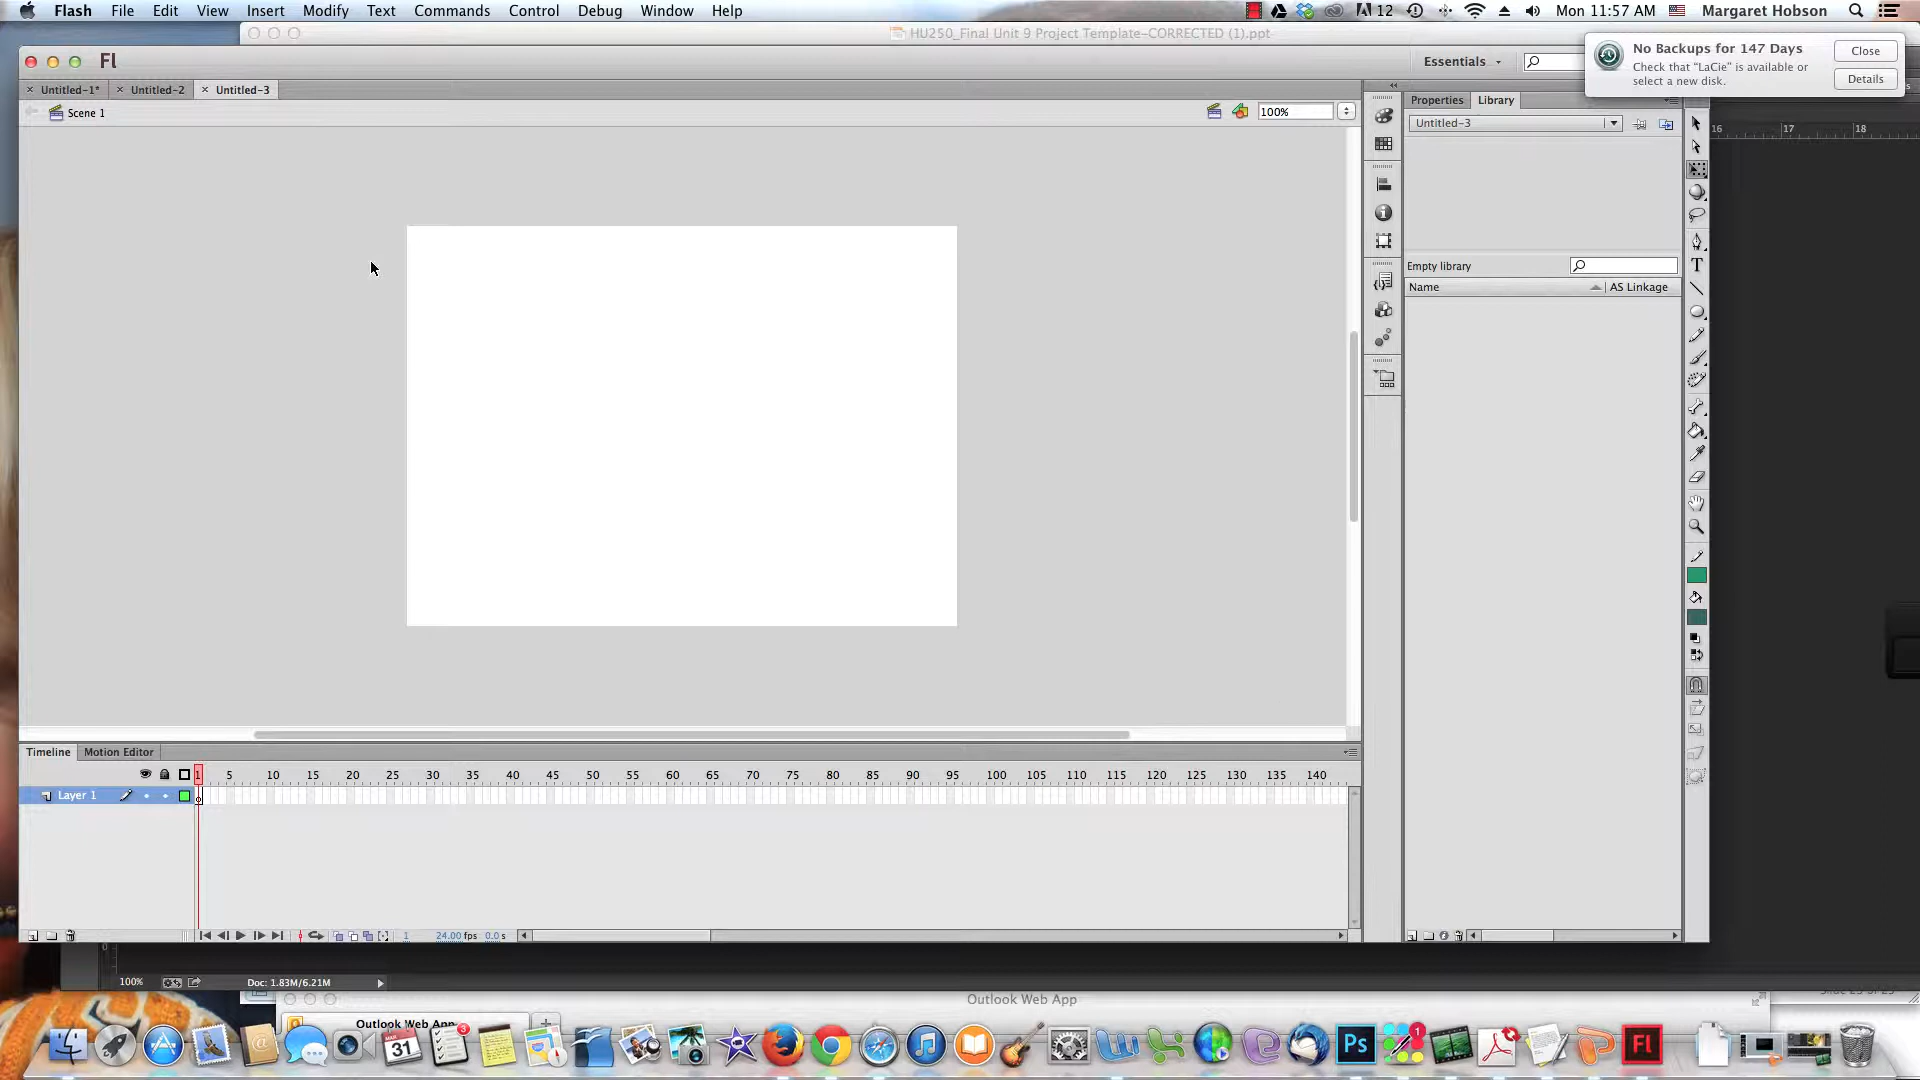 Flash File Edit View Insert Modify Text Commands Control Debug Window Help 12 Mon 11:57 AM Margaret Hobson
HU250_Final Unit 9 Project Template-CORRECTED (1).ppt
No Backups for 147 Days
Check that "LaCie" is available or
select a new disk.
Close
Details
Fl
Essentials
Untitled-1* Untitled-2 Untitled-3
Scene 1
100%
Properties Library
Untitled-3
16 17 18
Empty library
Name AS Linkage
T
Timeline Motion Editor
1 5 10 15 20 25 30 35 40 45 50 55 60 65 70 75 80 85 90 95 100 105 110 115 120 125 130 135 140
Layer 1
1 24.00 fps 0.0 s
100% Doc: 1.83M/6.21M
Outlook Web App
Outlook Web App
MAR
31
3
Ps
1
Fl